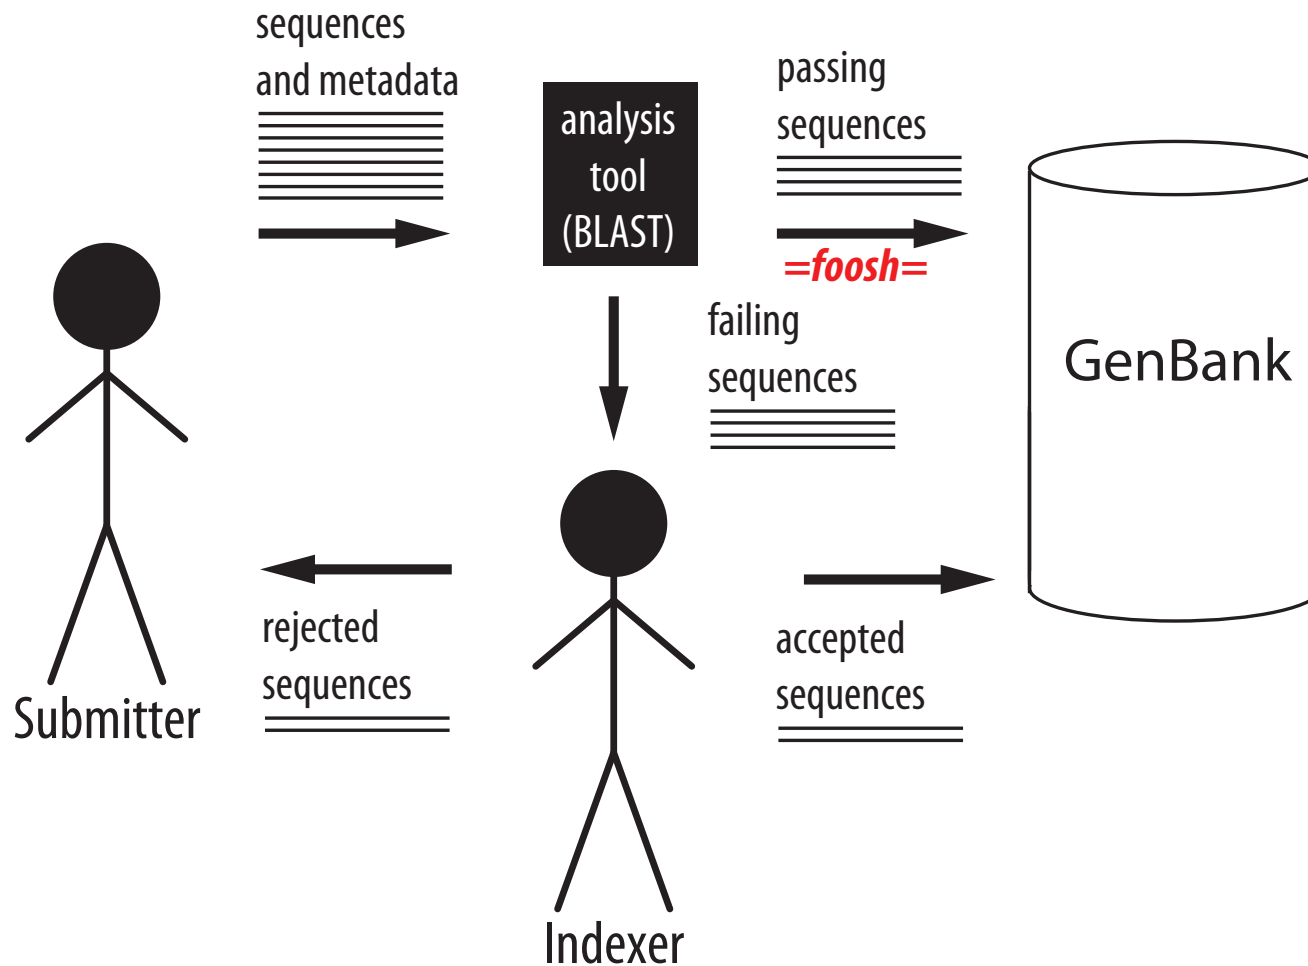 sequences
and metadata
analysis
tool
(BLAST)
passing
sequences
=foosh=
failing
sequences
GenBank
rejected
sequences
accepted
sequences
Submitter
Indexer